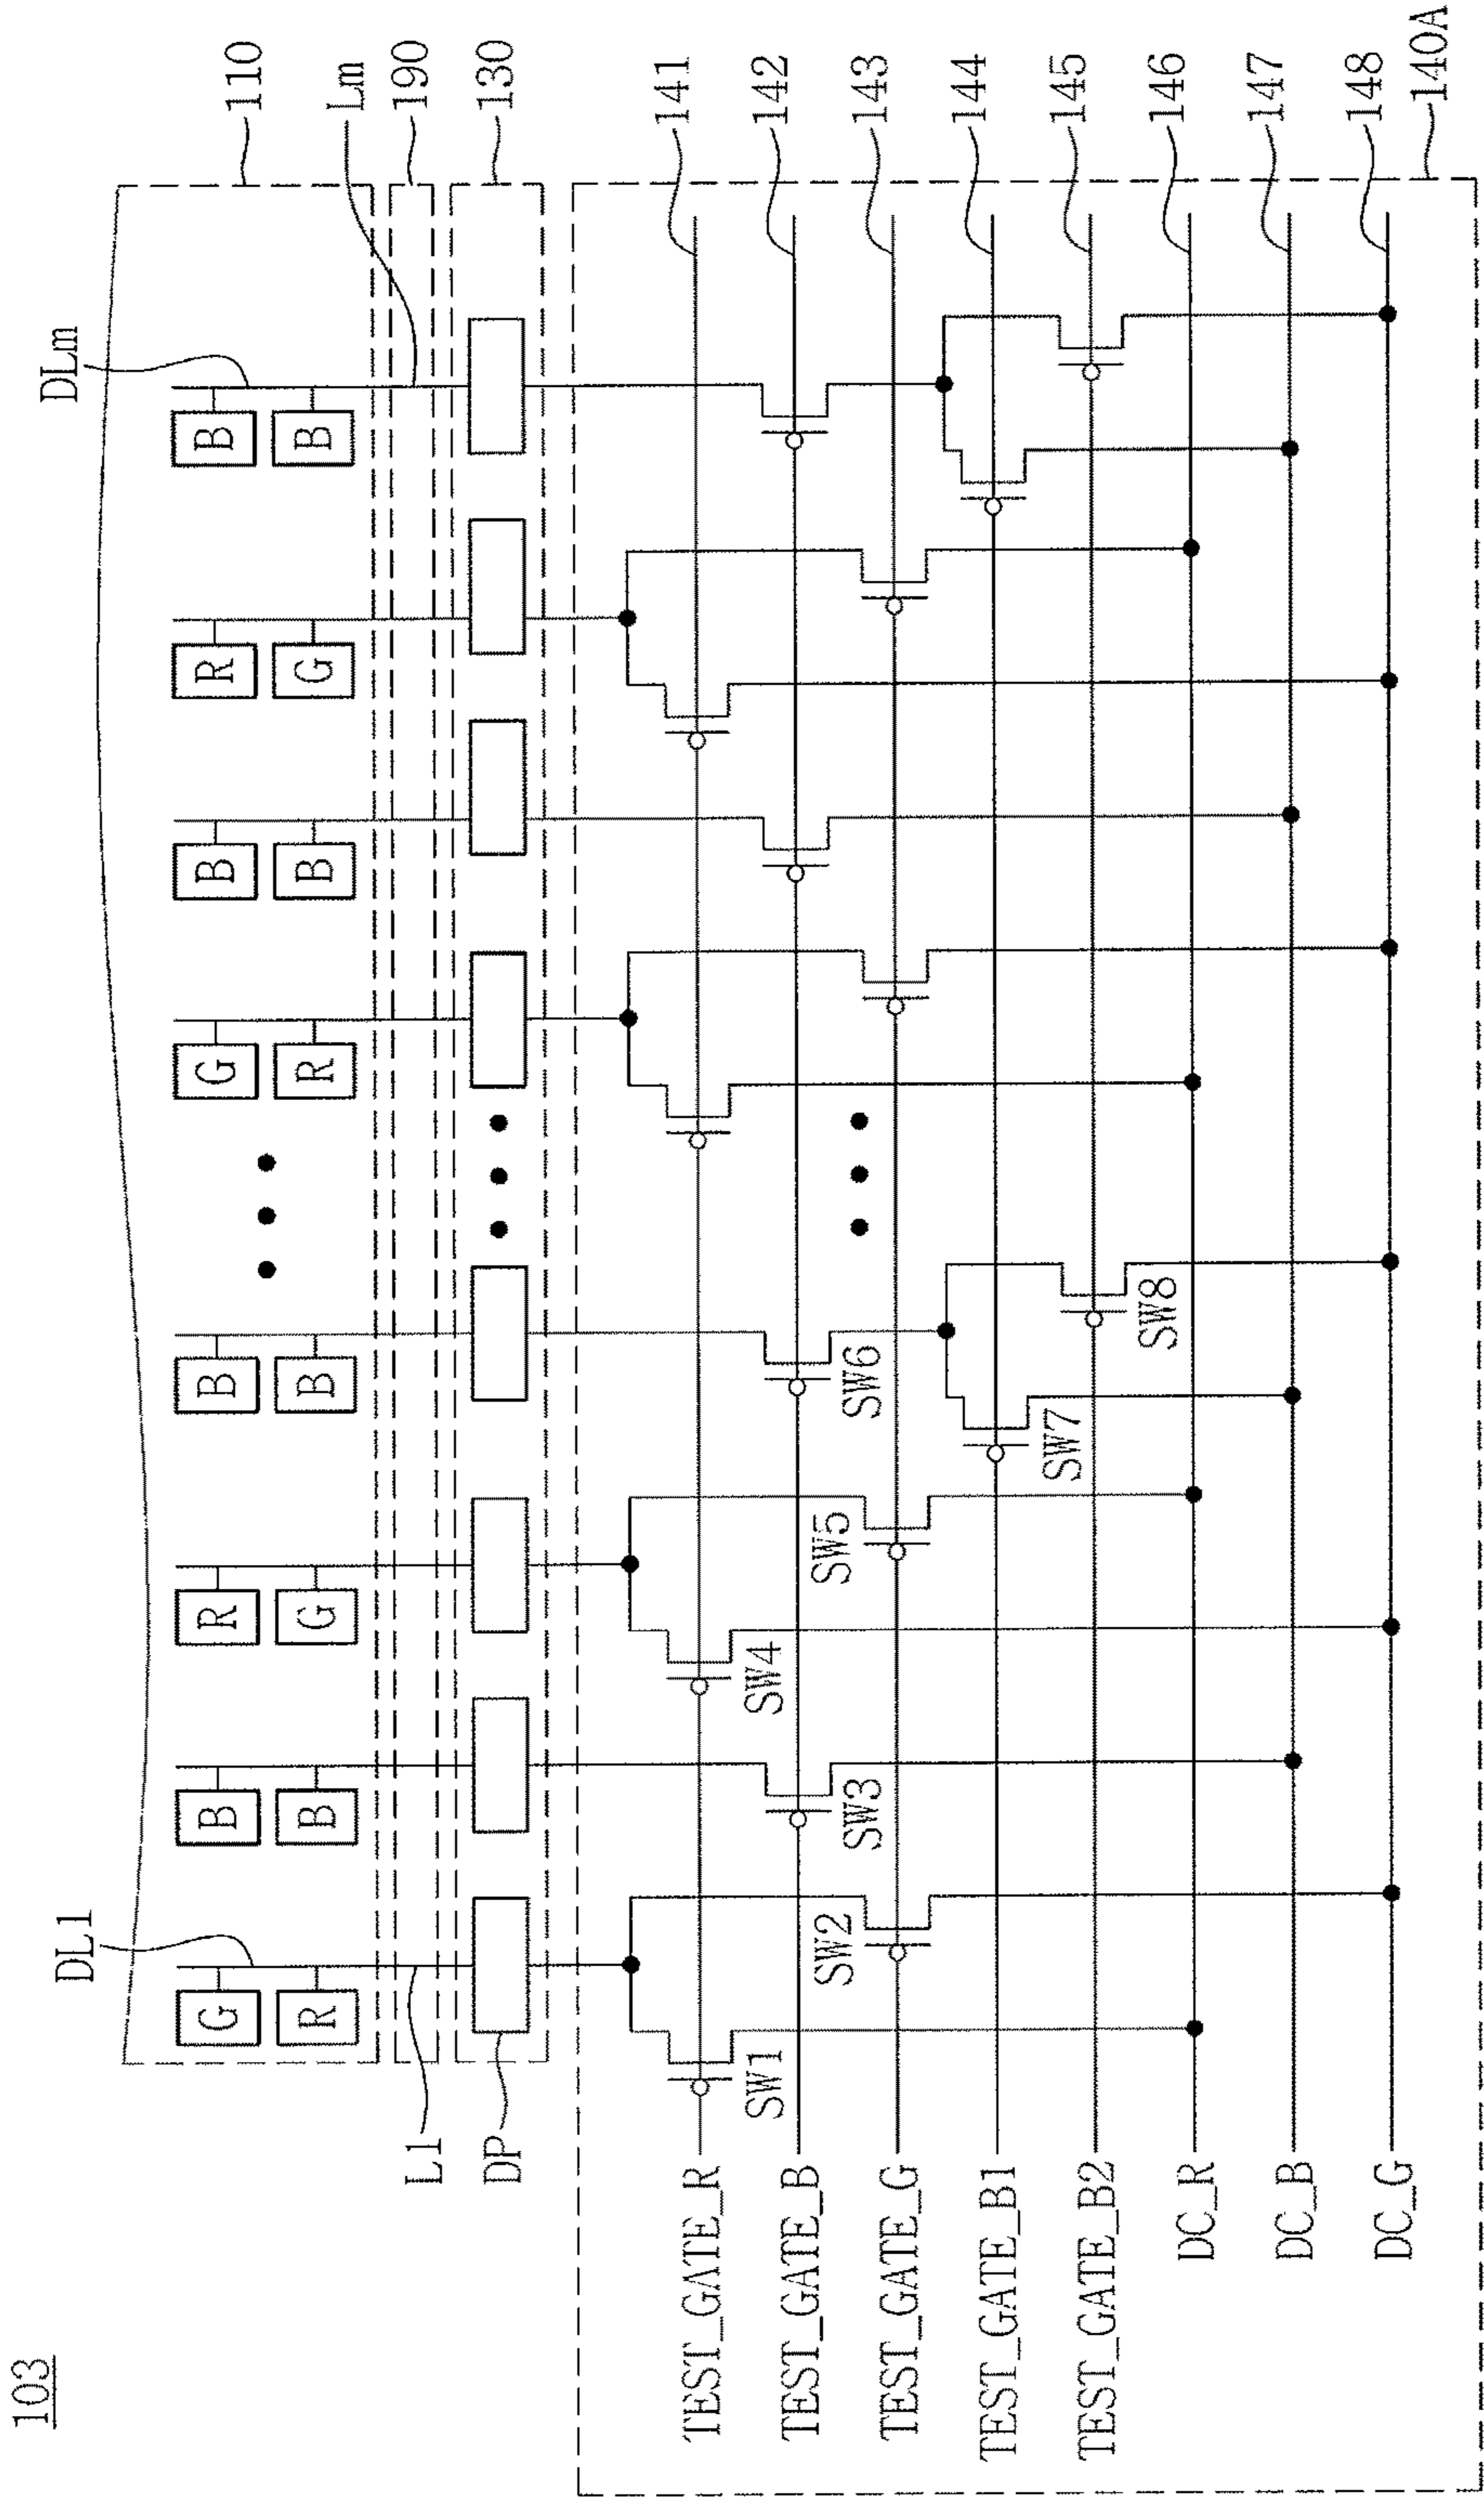 103
DL1 DLm
G B R B G B R B
110
R B G B R B G B
Lm
190
L1
130
DP
141
TEST_GATE_R
SW1 SW4
142
TEST_GATE_B
SW2 SW5
SW3 SW6
143
TEST_GATE_G
144
TEST_GATE_B1
SW7
145
TEST_GATE_B2
SW8
146
DC_R
147
DC_B
148
DC_G
140A